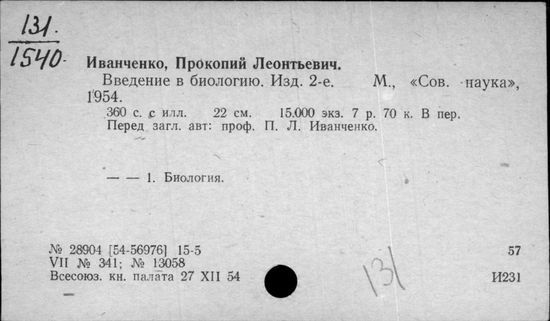 131.
1540.
Иванченко, Прокопий Леонтьевич.
Введение в биологию. Изд. 2-е. М., «Сов. наука»,
1954.
360 с. с илл. 22 см. 15.000 экз. 7 р. 70 к. В пер.
Перед загл. авт: проф. П. Л. Иванченко.
— — 1. Биология.
№ 28904 [54-56976] 15-5 57
VII № 341; № 13058
Всесоюз. кн. палата 27 XII 54 И231
131